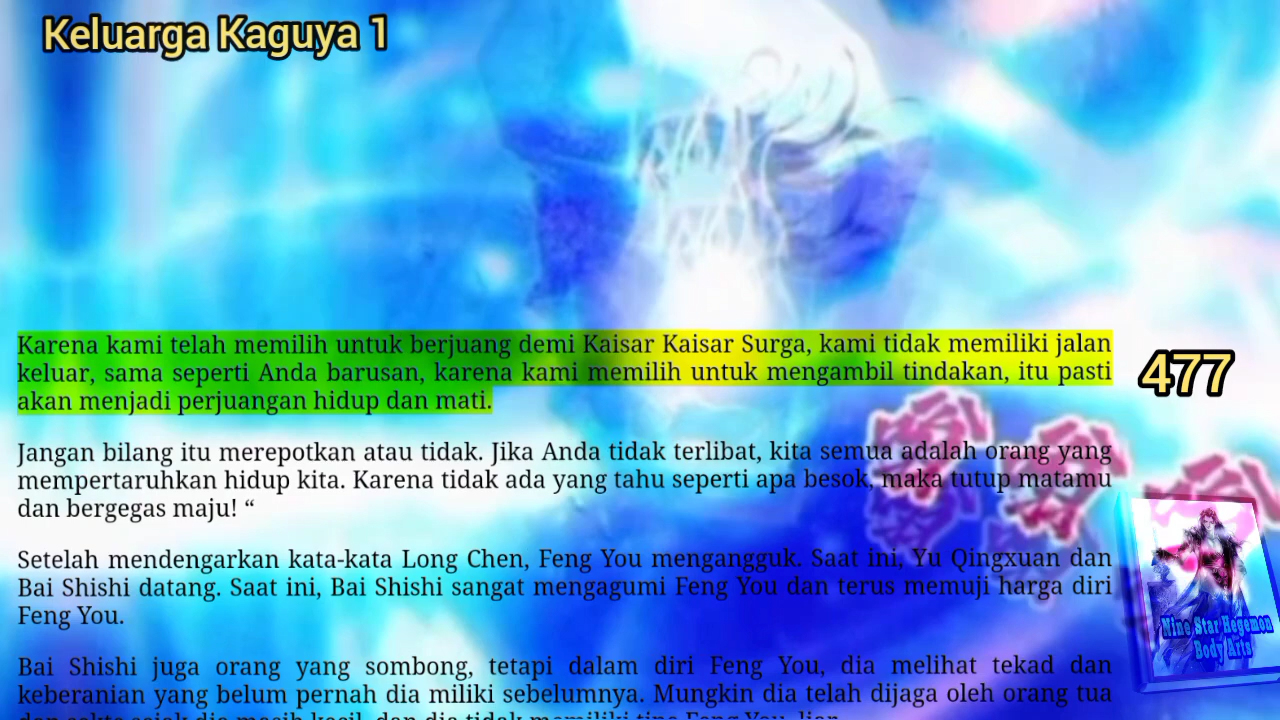 Keluarga Kaguya 1
Karena kami telah memilih untuk berjuang demi Kaisar Kaisar Surga, kami tidak memiliki jalan
keluar, sama seperti Anda barusan, karena kami memilih untuk mengambil tindakan, itu pasti
akan menjadi perjuangan hidup dan mati.
477
Jangan bilang itu merepotkan atau tidak. Jika Anda tidak terlibat, kita semua adalah orang yang
mempertaruhkan hidup kita. Karena tidak ada yang tahu seperti apa besok, maka tutup matamu
dan bergegas maju! “
Setelah mendengarkan kata-kata Long Chen, Feng You mengangguk. Saat ini, Yu Qingxuan dan
Bai Shishi datang. Saat ini, Bai Shishi sangat mengagumi Feng You dan terus memuji harga diri
Feng You.
Nine Star Hegemon
Body Arts
Bai Shishi juga orang yang sombong, tetapi dalam diri Feng You, dia melihat tekad dan
keberanian yang belum pernah dia miliki sebelumnya. Mungkin dia telah dijaga oleh orang tua